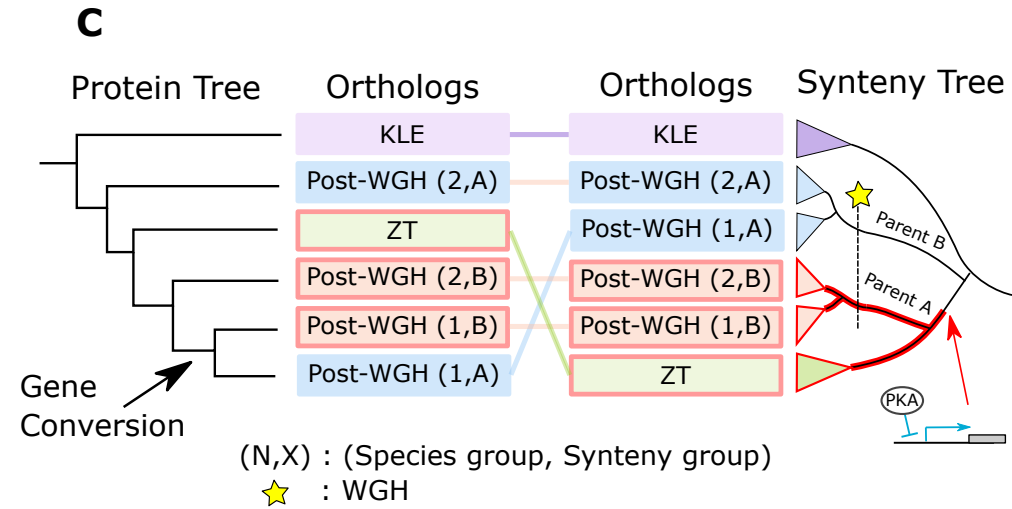 C
Protein Tree
Orthologs
Orthologs
Synteny Tree
KLE
KLE
Post-WGH (2,A)
Post-WGH (2,A)
ZT
Post-WGH (1,A)
Parent B
Post-WGH (2,B)
Post-WGH (2,B)
Parent A
Post-WGH (1,B)
Post-WGH (1,B)
Post-WGH (1,A)
ZT
Gene
Conversion
PKA
(N,X) : (Species group, Synteny group)
: WGH